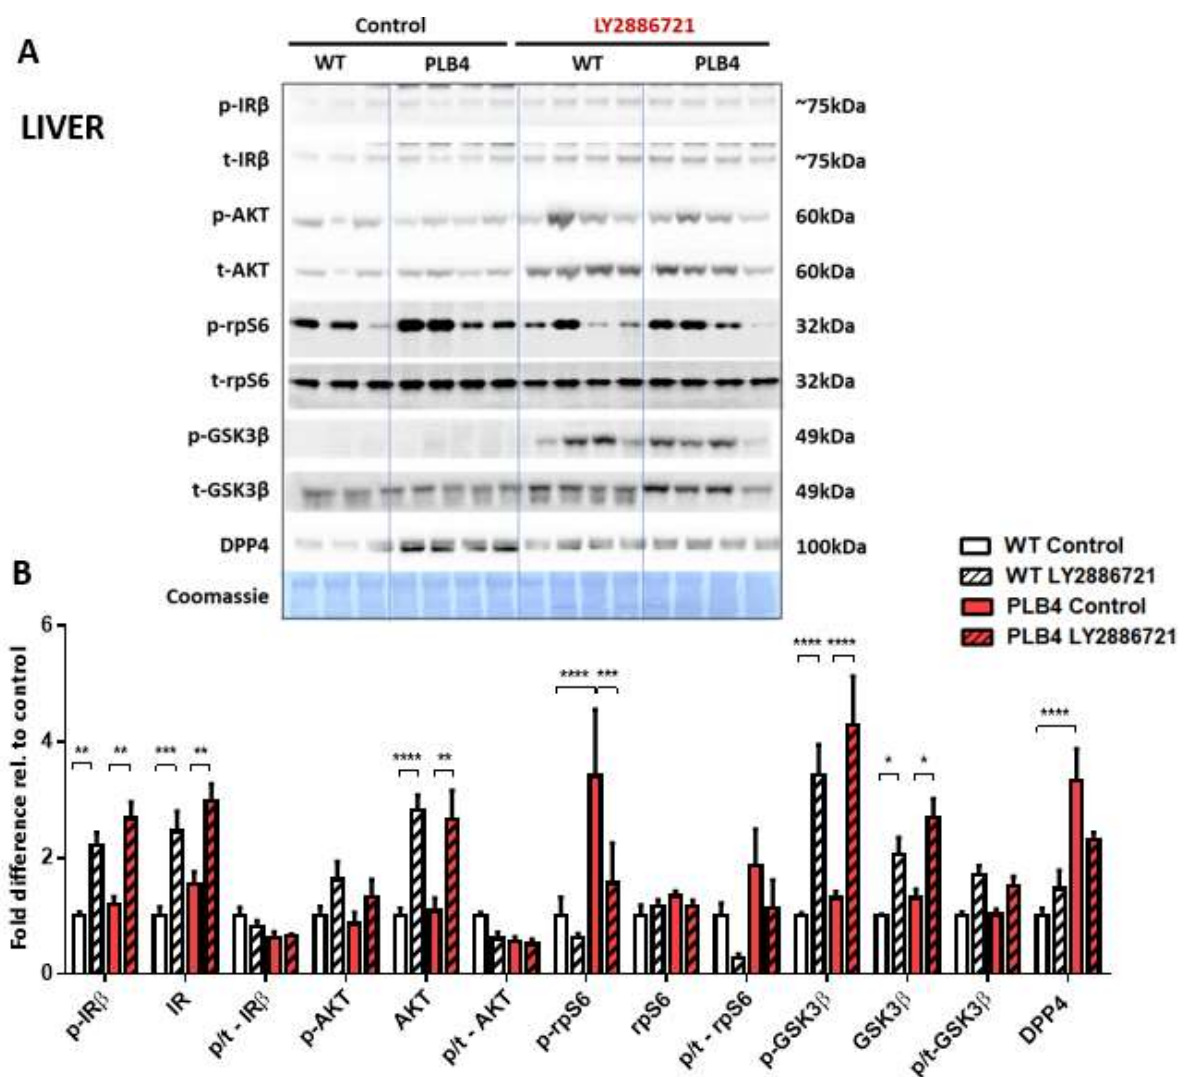 Control LY2886721
A
WT PLB4 WT PLB4
LIVER
p-IRβ ~75kDa
t-IRβ ~75kDa
p-AKT 60kDa
t-AKT 60kDa
p-rpS6 32kDa
t-rpS6 32kDa
p-GSK3β 49kDa
t-GSK3β 49kDa
DPP4 100kDa
Coomassie
B
WT Control
WT LY2886721
PLB4 Control
PLB4 LY2886721
Fold difference rel. to control
6
4
2
0
** ** *** ** **** ** **** *** **** **** * * ****
p-IRβ IR p/t - IRβ p-AKT AKT p/t - AKT p-rpS6 rpS6 p/t - rpS6 p-GSK3β GSK3β p/t-GSK3β DPP4